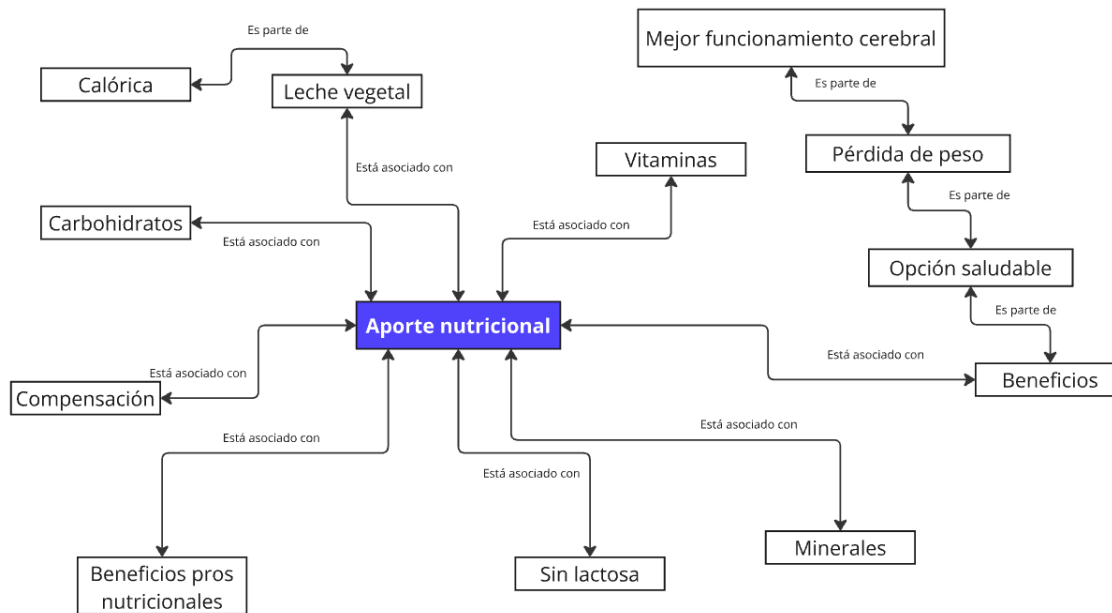 Es parte de
Mejor funcionamiento cerebral
Calórica
Leche vegetal
Es parte de
Vitaminas
Pérdida de peso
Está asociado con
Es parte de
Carbohidratos
Está asociado con
Está asociado con
Opción saludable
Es parte de
Aporte nutricional
Está asociado con
Está asociado con
Beneficios
Compensación
Está asociado con
Está asociado con
Está asociado con
Minerales
Beneficios pros
nutricionales
Sin lactosa